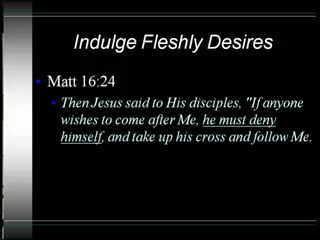 Indulge Fleshly Desires
• Matt 16:24
• Then Jesus said to His disciples, "If anyone
wishes to come after Me, he must deny
himself, and take up his cross and follow Me.